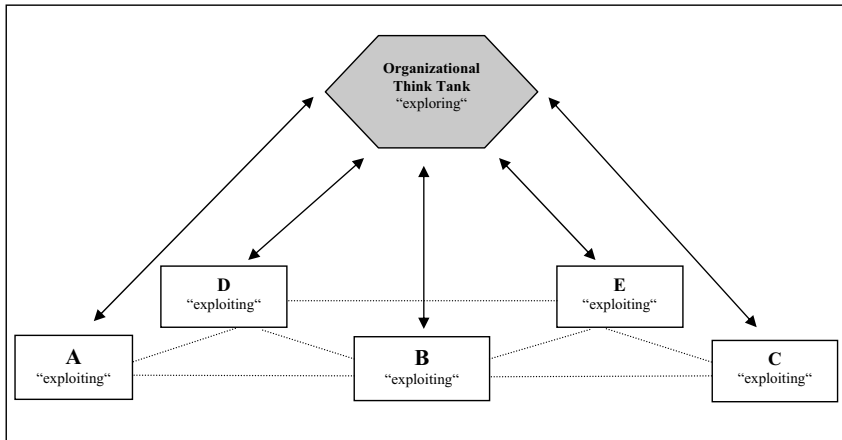 Organizational
Think Tank
“exploring“
D
“exploiting“
E
“exploiting“
A
“exploiting“
B
“exploiting“
C
“exploiting“